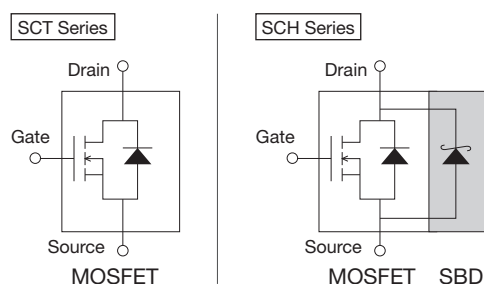 SCT Series
Drain
Gate
Source
MOSFET
SCH Series
Drain
Gate
Source
MOSFET SBD